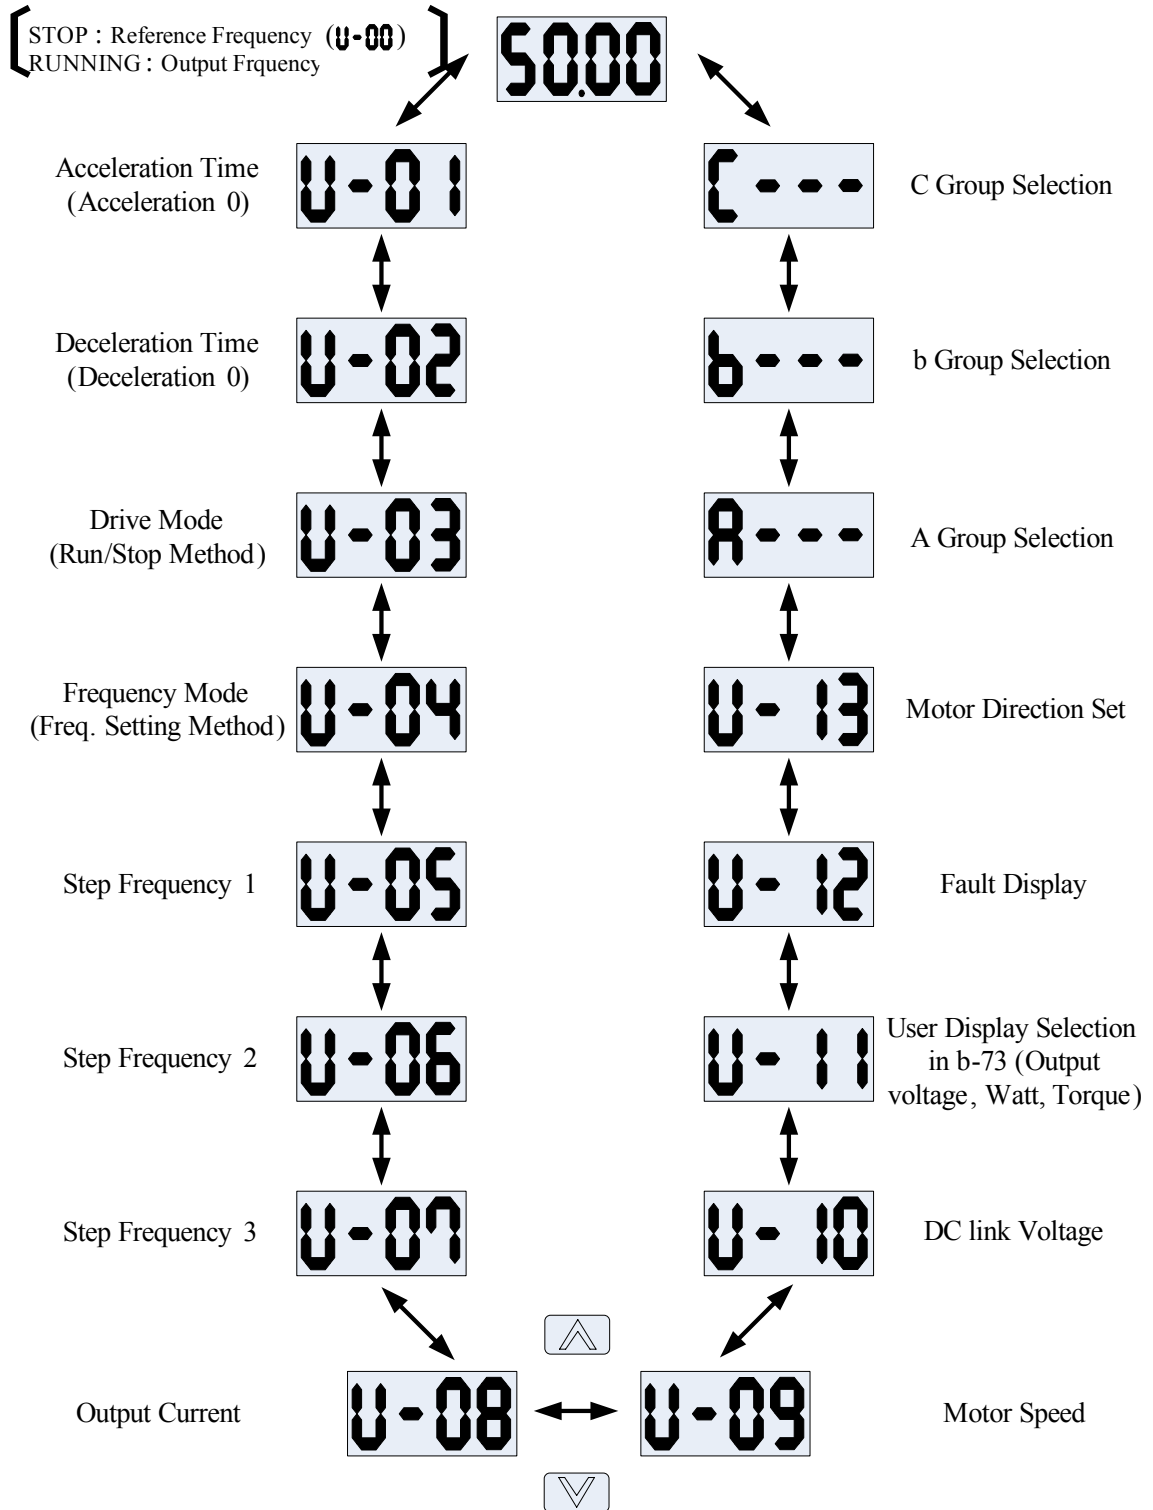 STOP : Reference Frequency (U-00)
RUNNING : Output Frquency
50.00
Acceleration Time
(Acceleration 0)
U-01
C---
C Group Selection
Deceleration Time
(Deceleration 0)
U-02
b---
b Group Selection
Drive Mode
(Run/Stop Method)
U-03
A---
A Group Selection
Frequency Mode
(Freq. Setting Method)
U-04
U-13
Motor Direction Set
Step Frequency 1
U-05
U-12
Fault Display
Step Frequency 2
U-06
U-11
User Display Selection
in b-73 (Output
voltage, Watt, Torque)
Step Frequency 3
U-07
U-10
DC link Voltage
Output Current
U-08
U-09
Motor Speed